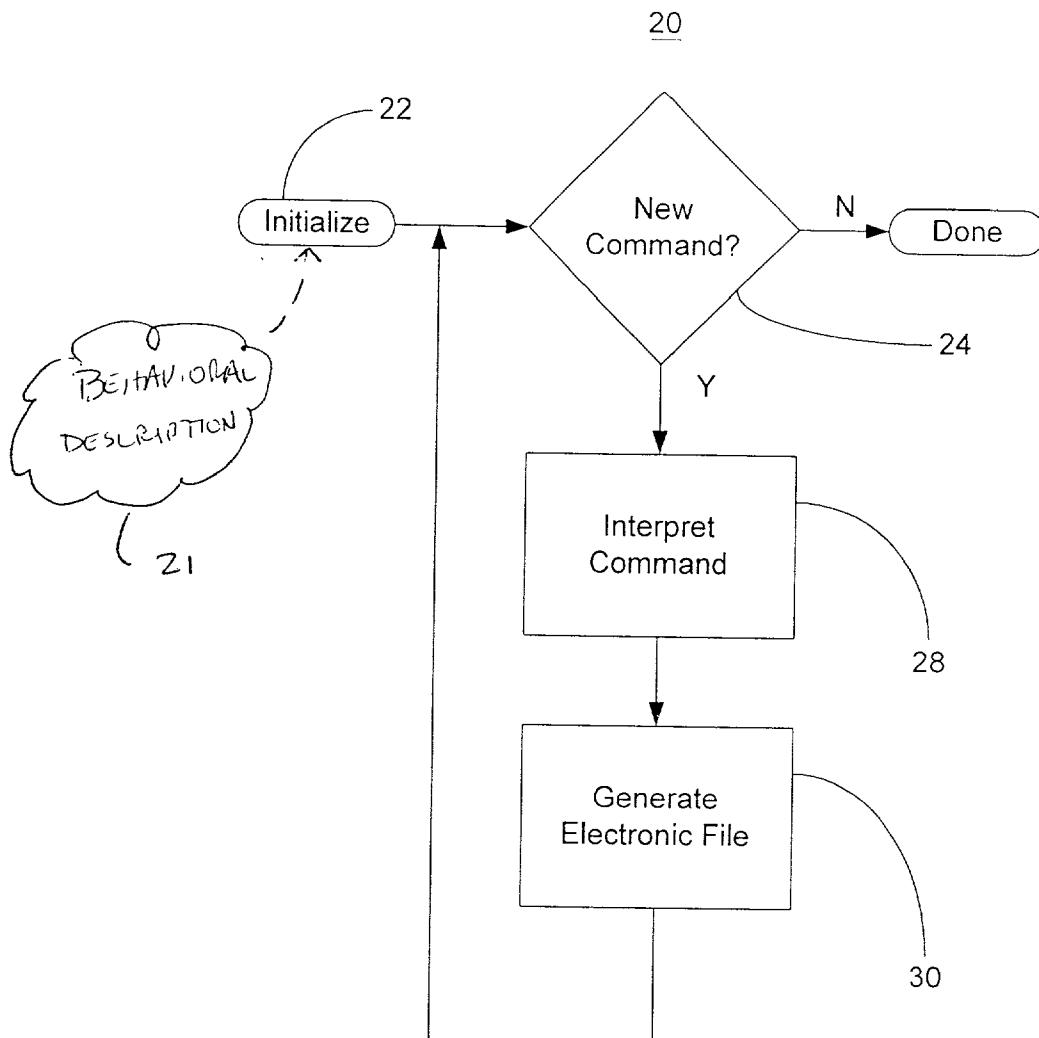 20
22
Initialize
New
Command?
N
Done
24
Y
BEHAVIORAL
DESCRIPTION
21
Interpret
Command
28
Generate
Electronic File
30